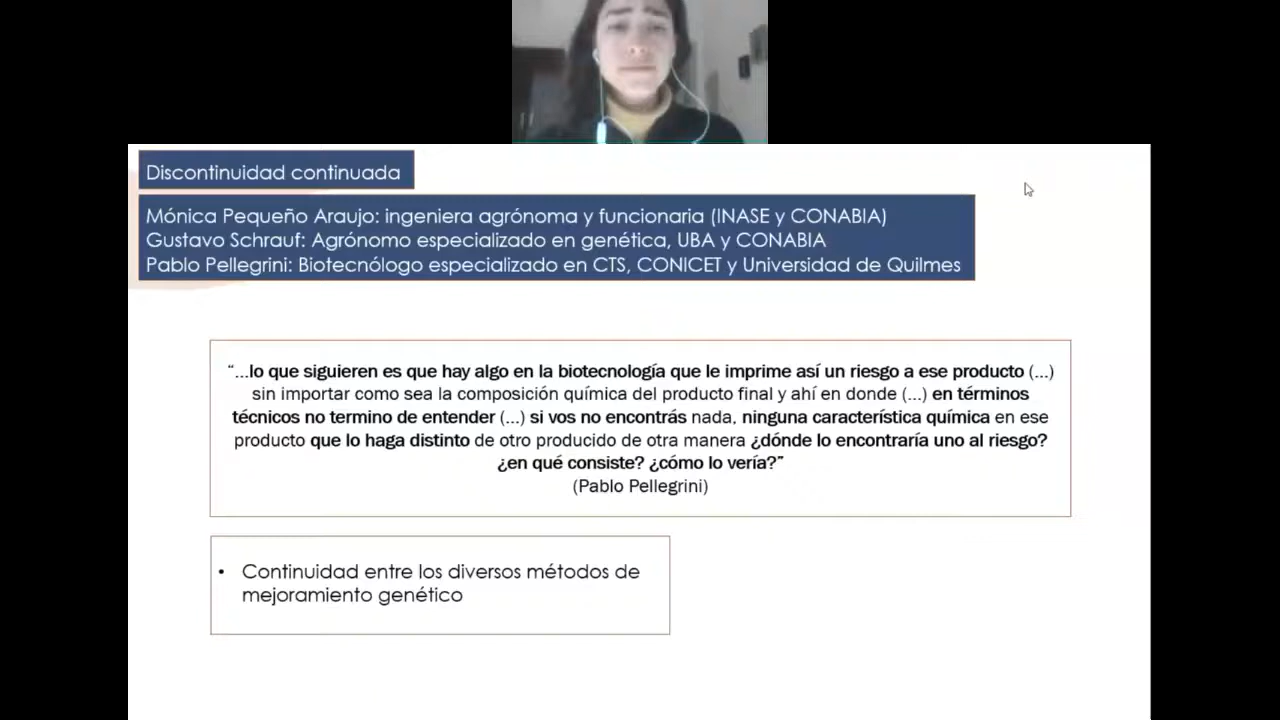 Discontinuidad continuada
Mónica Pequeño Araujo: ingeniera agrónoma y funcionaria (INASE y CONABIA)
Gustavo Schrauf: Agrónomo especializado en genética, UBA y CONABIA
Pablo Pellegrini: Biotecnólogo especializado en CTS, CONICET y Universidad de Quilmes
“...lo que siguieren es que hay algo en la biotecnología que le imprime así un riesgo a ese producto (...)
sin importar como sea la composición química del producto final y ahí en donde (...) en términos
técnicos no termino de entender (...) si vos no encontrás nada, ninguna característica química en ese
producto que lo haga distinto de otro producido de otra manera ¿dónde lo encontraría uno al riesgo?
¿en qué consiste? ¿cómo lo vería?”
(Pablo Pellegrini)
• Continuidad entre los diversos métodos de
mejoramiento genético